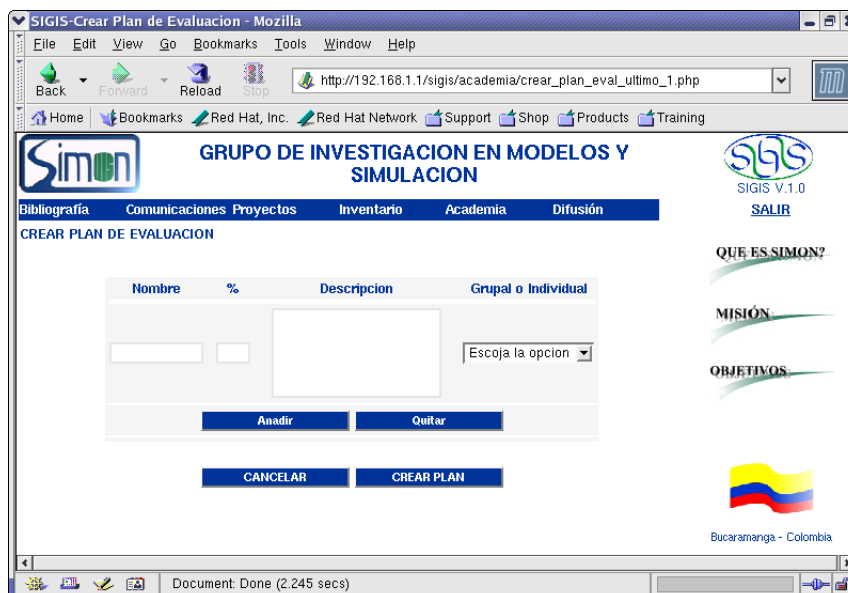 SIGIS-Crear Plan de Evaluacion - Mozilla
File Edit View Go Bookmarks Tools Window Help
Back Forward Reload Stop http://192.168.1.1/sigis/academia/crear_plan_eval_ultimo_1.php
Home Bookmarks Red Hat, Inc. Red Hat Network Support Shop Products Training
Simon
GRUPO DE INVESTIGACION EN MODELOS Y
SIMULACION
SIGIS
SIGIS V.1.0
Bibliografía Comunicaciones Proyectos Inventario Academia Difusión
SALIR
CREAR PLAN DE EVALUACION
QUE ES SIMON?
Nombre % Descripcion Grupal o Individual
MISIÓN
Escoja la opcion
OBJETIVOS
Anadir Quitar
CANCELAR CREAR PLAN
Bucaramanga - Colombia
Document: Done (2.245 secs)